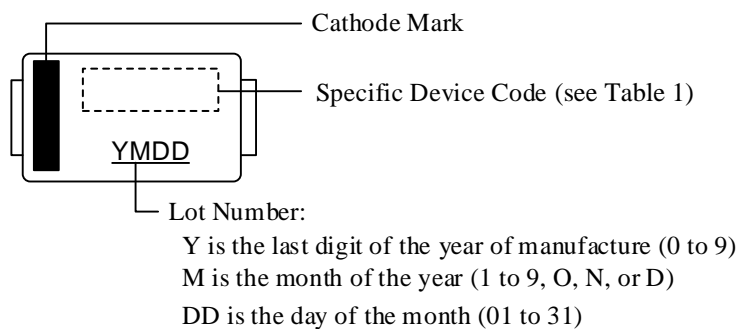 Cathode Mark
Specific Device Code (see Table 1)
YMDD
Lot Number:
Y is the last digit of the year of manufacture (0 to 9)
M is the month of the year (1 to 9, O, N, or D)
DD is the day of the month (01 to 31)